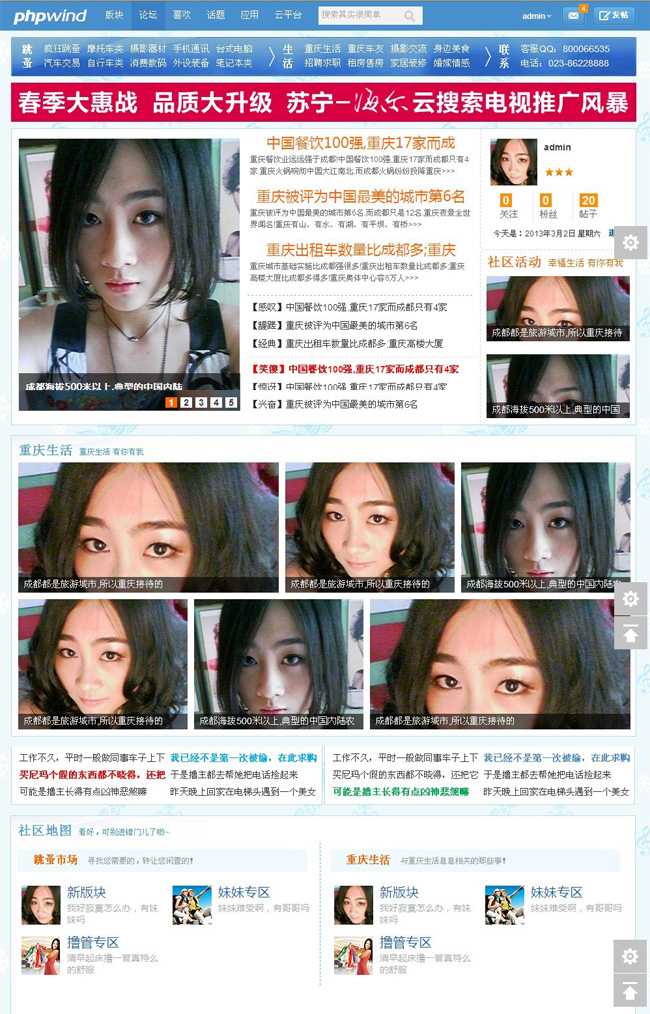 phpwind 版块 论坛 喜欢 话题 应用 云平台 搜索其实很简单 admin 4 发帖
跳蚤 疯狂跳蚤 摩托车类 摄影器材 手机通讯 台式电脑
汽车交易 自行车类 消费数码 外设装备 笔记本类
生活 重庆生活 重庆车友 摄影交流 身边美食
招聘求职 租房售房 家居装修 婚嫁情感
联系 客服QQ：800066535
电话：023-86228888
春季大惠战 品质大升级 苏宁-海尔云搜索电视推广风暴
成都海拔500米以上,典型的中国内陆
1 2 3 4 5
中国餐饮100强,重庆17家而成
重庆餐饮业远远强于成都!中国餐饮100强,重庆17家而成都只有4
家.重庆火锅响彻中国大江南北,而成都火锅纷纷投降重庆>>>
重庆被评为中国最美的城市第6名
重庆被评为中国最美的城市第6名,而成都只是12名.重庆夜景全世
界闻名!重庆有山、有水、有湖、有平坝、有桥>>>
重庆出租车数量比成都多;重庆
重庆城市基础实施比成都强很多!重庆出租车数量比成都多;重庆
高楼大厦比成都多得多!重庆奥体中心容6万人>>>
【感叹】中国餐饮100强,重庆17家而成都只有4家
【龌龊】重庆被评为中国最美的城市第6名
【经典】重庆出租车数量比成都多;重庆高楼大厦
【笑傻】中国餐饮100强,重庆17家而成都只有4家
【惊讶】中国餐饮100强,重庆17家而成都只有4家
【兴奋】重庆被评为中国最美的城市第6名
admin
★★★
0 0 20
关注 粉丝 帖子
今天是：2013年3月2日 星期六
社区活动 幸福生活 有你有我
成都都是旅游城市,所以重庆接待
成都海拔500米以上,典型的中国
重庆生活 重庆生活 有你有我
成都都是旅游城市,所以重庆接待的
成都都是旅游城市,所以重庆接待的
成都海拔500米以上,典型的中国内陆农
成都都是旅游城市,所以重庆接待的
成都海拔500米以上,典型的中国内陆农
成都都是旅游城市,所以重庆接待的
工作不久，平时一般做同事车子上下 我已经不是第一次被偷，在此求购
买尼玛个假的东西都不晓得，还把 于是撸主都去帮她把电话捡起来
可能是撸主长得有点凶神惹煞嘛 昨天晚上回家在电梯头遇到一个美女
工作不久，平时一般做同事车子上下 我已经不是第一次被偷，在此求购
买尼玛个假的东西都不晓得，还把它 于是撸主都去帮她把电话捡起来
可能是撸主长得有点凶神惹煞嘛 昨天晚上回家在电梯头遇到一个美女
社区地图 看好，可别进错门儿了哟~
跳蚤市场 寻找您需要的，转让您闲置的!
新版块
我好寂寞怎么办，有妹
妹吗
妹妹专区
妹妹难受啊，有哥哥吗
撸管专区
清早起床撸一管真特么
的舒服
重庆生活 与重庆生活息息相关的那些事!
新版块
我好寂寞怎么办，有妹
妹吗
妹妹专区
妹妹难受啊，有哥哥吗
撸管专区
清早起床撸一管真特么
的舒服